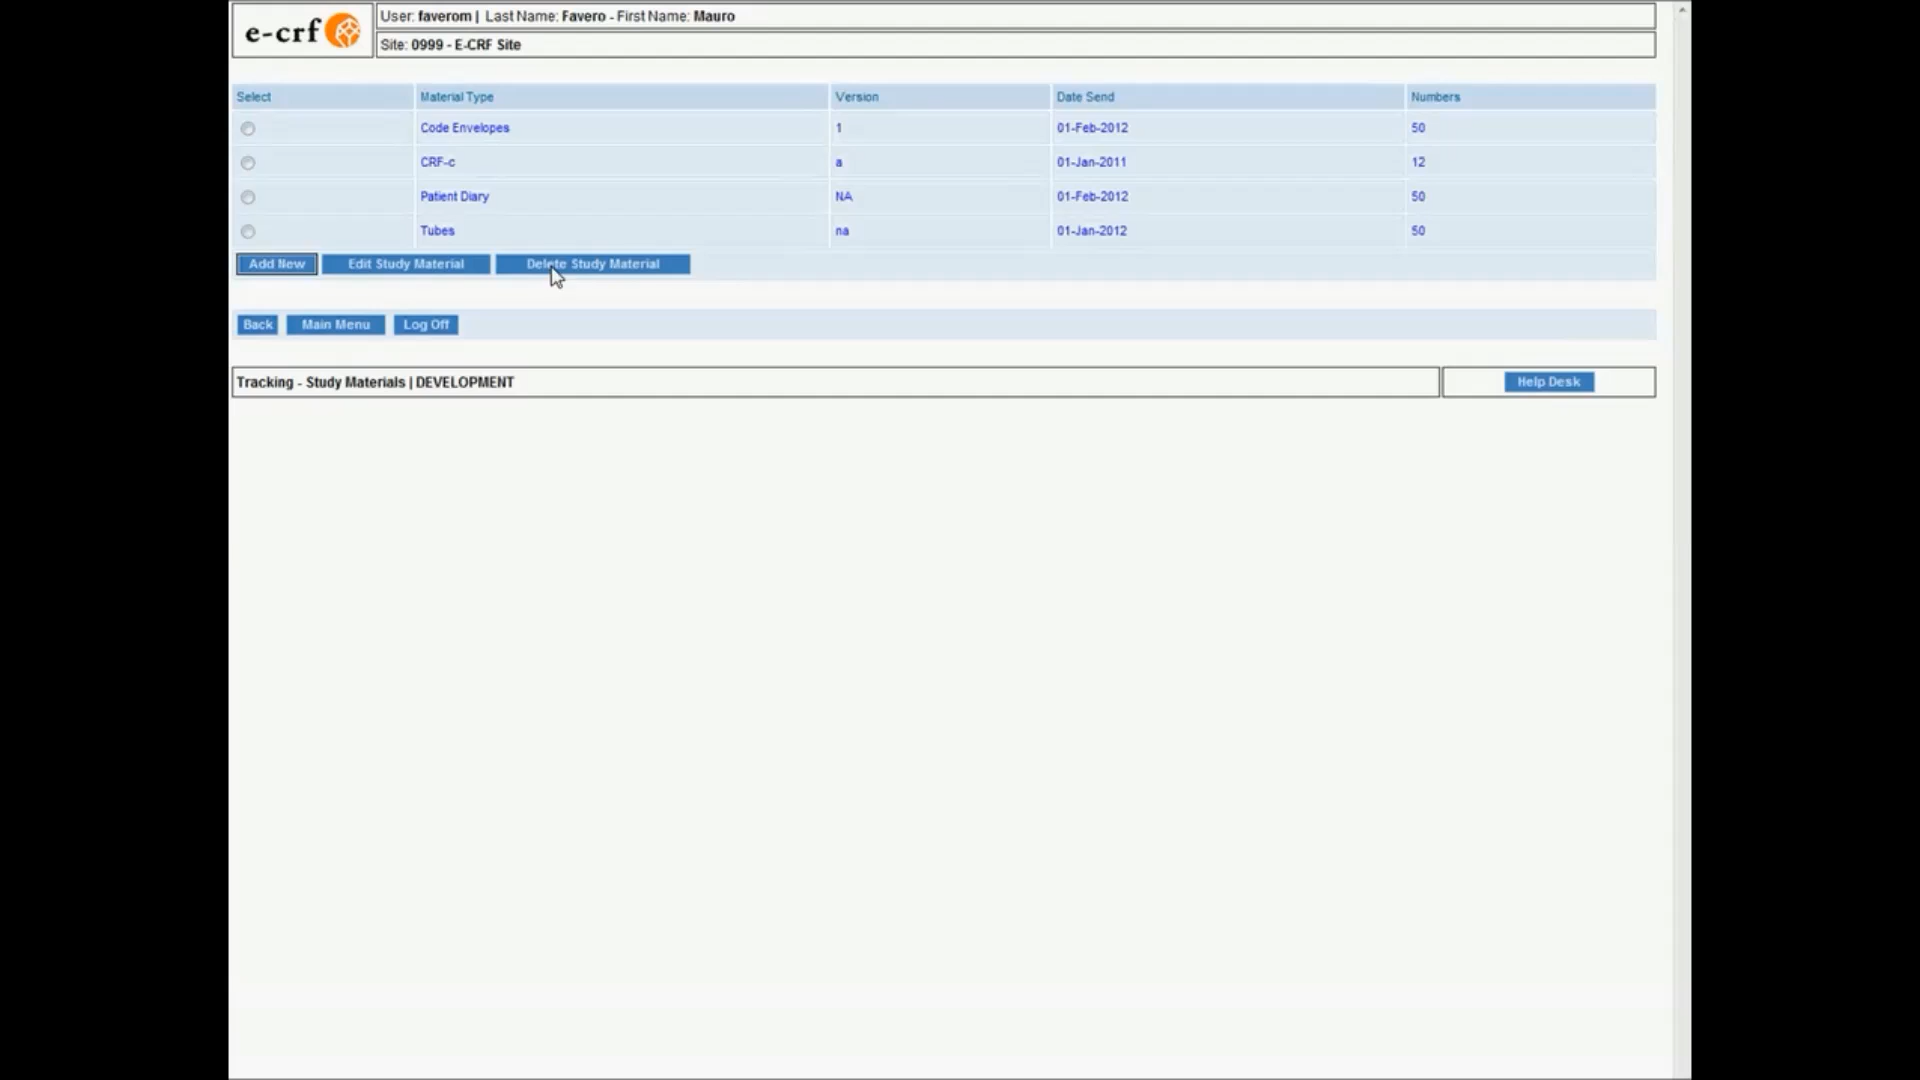 e-crf
User: faverom | Last Name: Favero - First Name: Mauro
Site: 0999 - E-CRF Site
Select Material Type Version Date Send Numbers
Code Envelopes 1 01-Feb-2012 50
CRF-c a 01-Jan-2011 12
Patient Diary NA 01-Feb-2012 50
Tubes na 01-Jan-2012 50
Add New Edit Study Material Delete Study Material
Back Main Menu Log Off
Tracking - Study Materials | DEVELOPMENT Help Desk